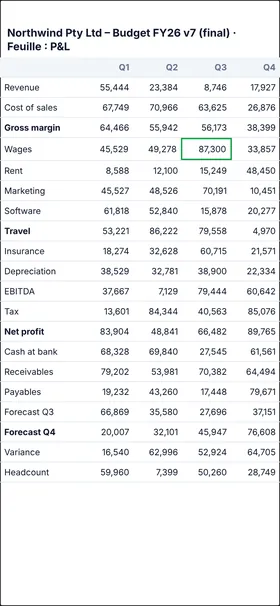 Northwind Pty Ltd – Budget FY26 v7 (final) ·
Feuille : P&L
Q1 Q2 Q3 Q4
Revenue 55,444 23,384 8,746 17,927
Cost of sales 67,749 70,966 63,625 26,876
Gross margin 64,466 55,942 56,173 38,399
Wages 45,529 49,278 87,300 33,857
Rent 8,588 12,100 15,249 48,450
Marketing 45,527 48,526 70,191 10,451
Software 61,818 52,840 15,878 20,277
Travel 53,221 86,222 79,558 4,970
Insurance 18,274 32,628 60,715 21,571
Depreciation 38,529 32,781 38,900 22,334
EBITDA 37,667 7,129 79,444 60,642
Tax 13,601 84,344 40,563 85,076
Net profit 83,904 48,841 66,482 89,765
Cash at bank 68,328 69,840 27,545 61,561
Receivables 79,202 53,981 70,382 64,494
Payables 19,232 43,260 17,448 79,671
Forecast Q3 66,869 35,580 27,696 37,151
Forecast Q4 20,007 32,101 45,947 76,608
Variance 16,540 62,996 52,924 64,705
Headcount 59,960 7,399 50,260 28,749